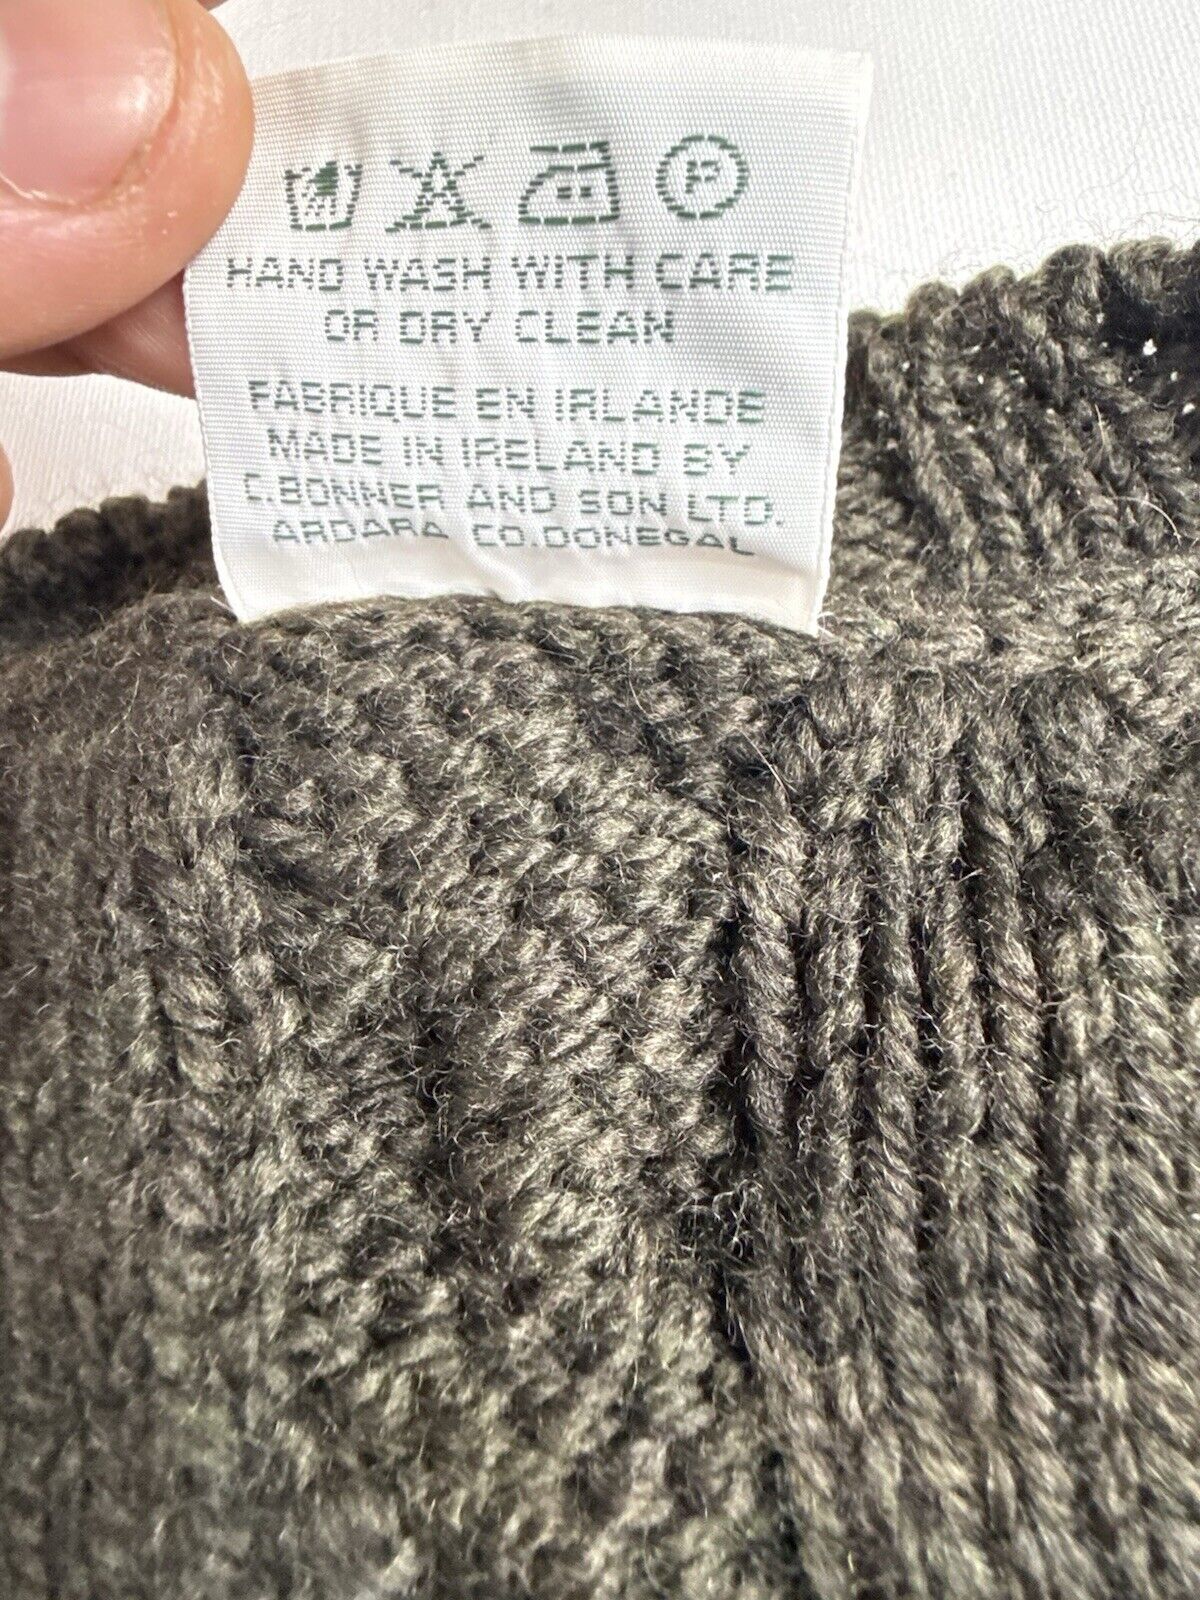 P
HAND WASH WITH CARE
OR DRY CLEAN
FABRIQUE EN IRLANDE
MADE IN IRELAND BY
C.BONNER AND SON LTD.
ARDARA CO.DONEGAL